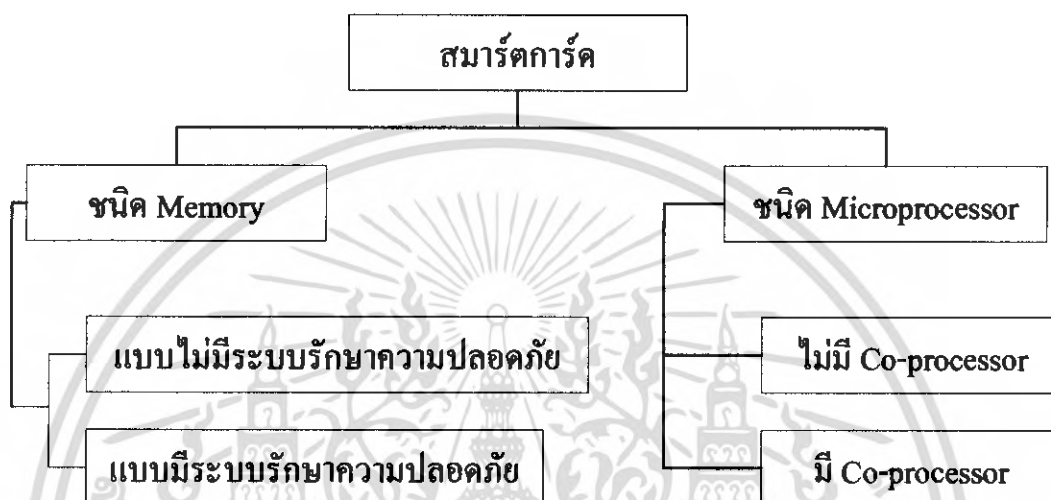 สมาร์ตการ์ด
ชนิด Memory
ชนิด Microprocessor
แบบไม่มีระบบรักษาความปลอดภัย
ไม่มี Co-processor
แบบมีระบบรักษาความปลอดภัย
มี Co-processor